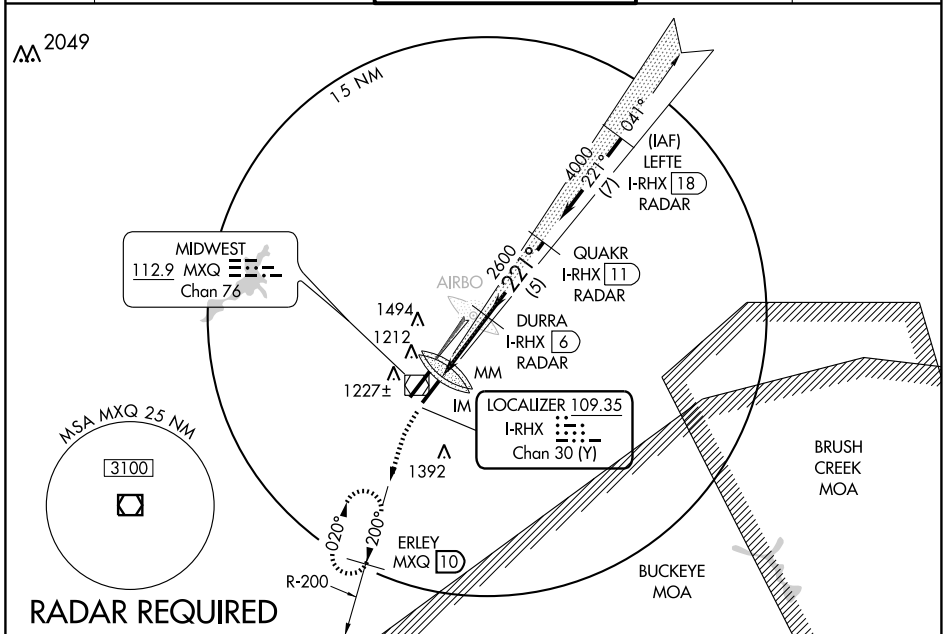 2049
15 NM
041°
(IAF)
LEFTE
I-RHX 18
RADAR
4000
221°
(7)
MIDWEST
112.9 MXQ
Chan 76
2600
221°
(5)
QUAKR
I-RHX 11
RADAR
AIRBO
1494
1212
DURRA
I-RHX 6
RADAR
1227±
MM
IM
LOCALIZER 109.35
I-RHX
Chan 30 (Y)
MSA MXQ 25 NM
3100
1392
BRUSH
CREEK
MOA
020°
200°
ERLEY
MXQ 10
R-200
BUCKEYE
MOA
RADAR REQUIRED